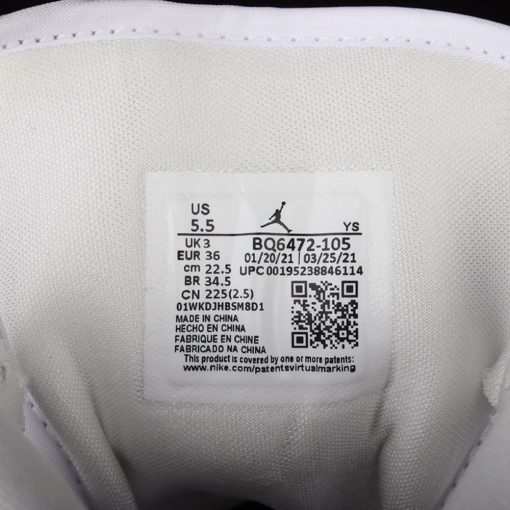 US
5.5
YS
UK 3
EUR 36
cm 22.5
BR 34.5
CN 225(2.5)
BQ6472-105
01/20/21 | 03/25/21
UPC00195238846114
01WKDJHBSM8D1
MADE IN CHINA
HECHO EN CHINA
FABRIQUE EN CHINE
FABRICADO NA CHINA
This product is covered by one or more patents:
www.nike.com/patentsvirtualmarking